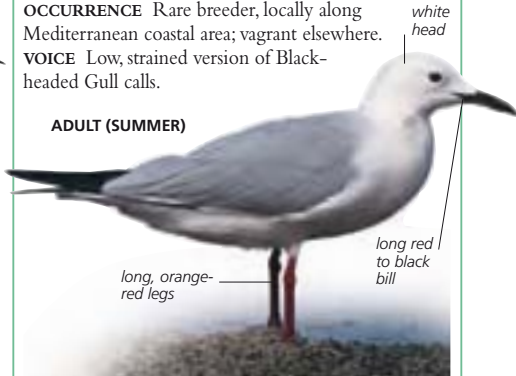 OCCURRENCE Rare breeder, locally along
Mediterranean coastal area; vagrant elsewhere.
VOICE Low, strained version of Black-
headed Gull calls.
white
head
ADULT (SUMMER)
long, orange-
red legs
long red
to black
bill